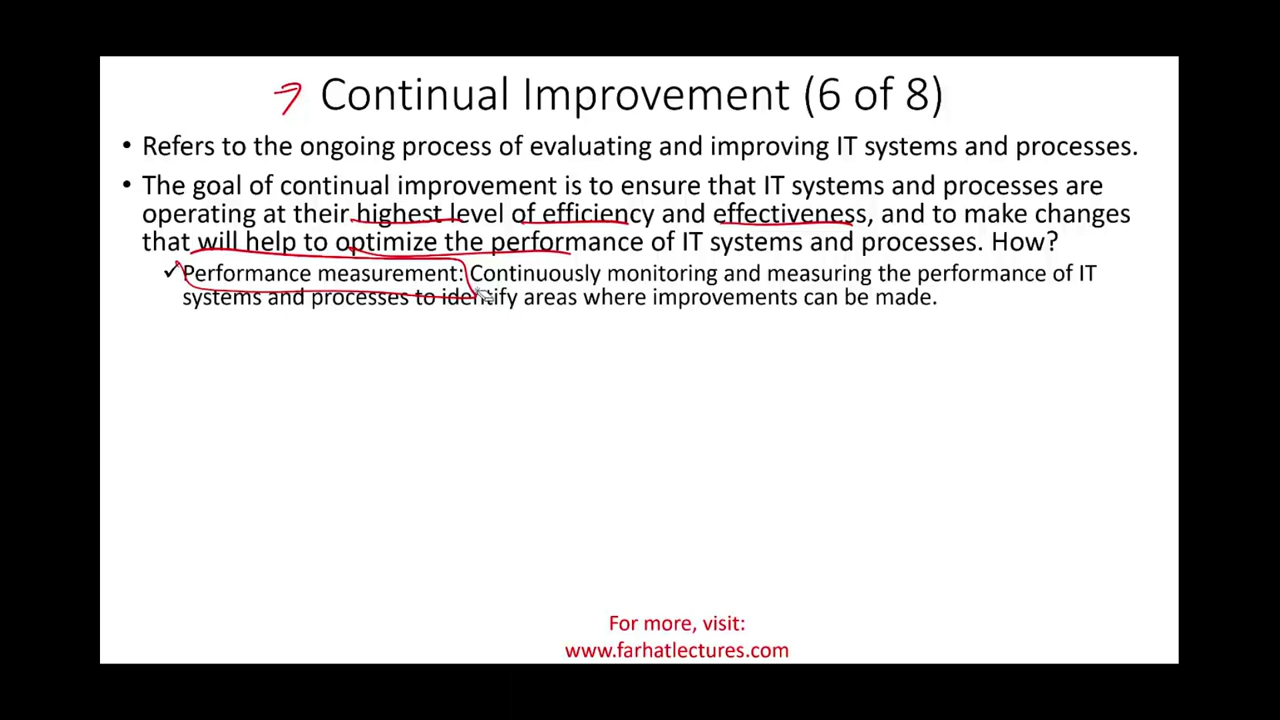 Continual Improvement (6 of 8)
• Refers to the ongoing process of evaluating and improving IT systems and processes.
• The goal of continual improvement is to ensure that IT systems and processes are
operating at their highest level of efficiency and effectiveness, and to make changes
that will help to optimize the performance of IT systems and processes. How?
✓Performance measurement: Continuously monitoring and measuring the performance of IT
systems and processes to identify areas where improvements can be made.
For more, visit:
www.farhatlectures.com